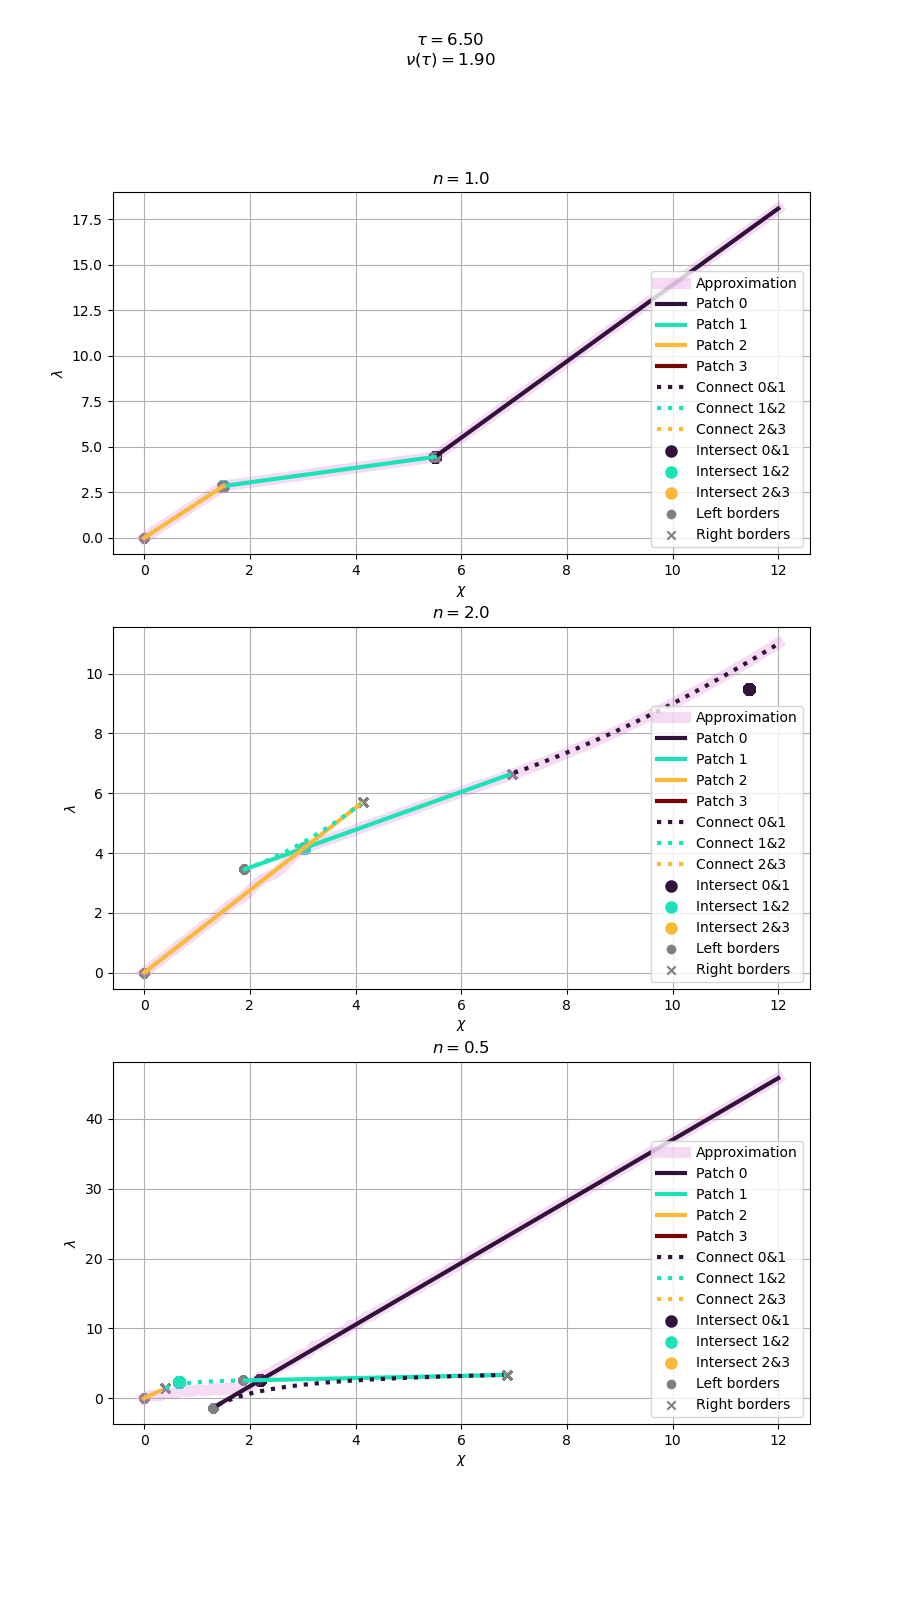 τ = 6.50
ν(τ) = 1.90
n = 1.0
17.5
15.0
12.5
10.0
7.5
5.0
2.5
0.0
λ
0 2 4 6 8 10 12
χ
Approximation
Patch 0
Patch 1
Patch 2
Patch 3
Connect 0&1
Connect 1&2
Connect 2&3
Intersect 0&1
Intersect 1&2
Intersect 2&3
Left borders
Right borders
n = 2.0
10
8
6
4
2
0
λ
0 2 4 6 8 10 12
χ
Approximation
Patch 0
Patch 1
Patch 2
Patch 3
Connect 0&1
Connect 1&2
Connect 2&3
Intersect 0&1
Intersect 1&2
Intersect 2&3
Left borders
Right borders
n = 0.5
40
30
20
10
0
λ
0 2 4 6 8 10 12
χ
Approximation
Patch 0
Patch 1
Patch 2
Patch 3
Connect 0&1
Connect 1&2
Connect 2&3
Intersect 0&1
Intersect 1&2
Intersect 2&3
Left borders
Right borders